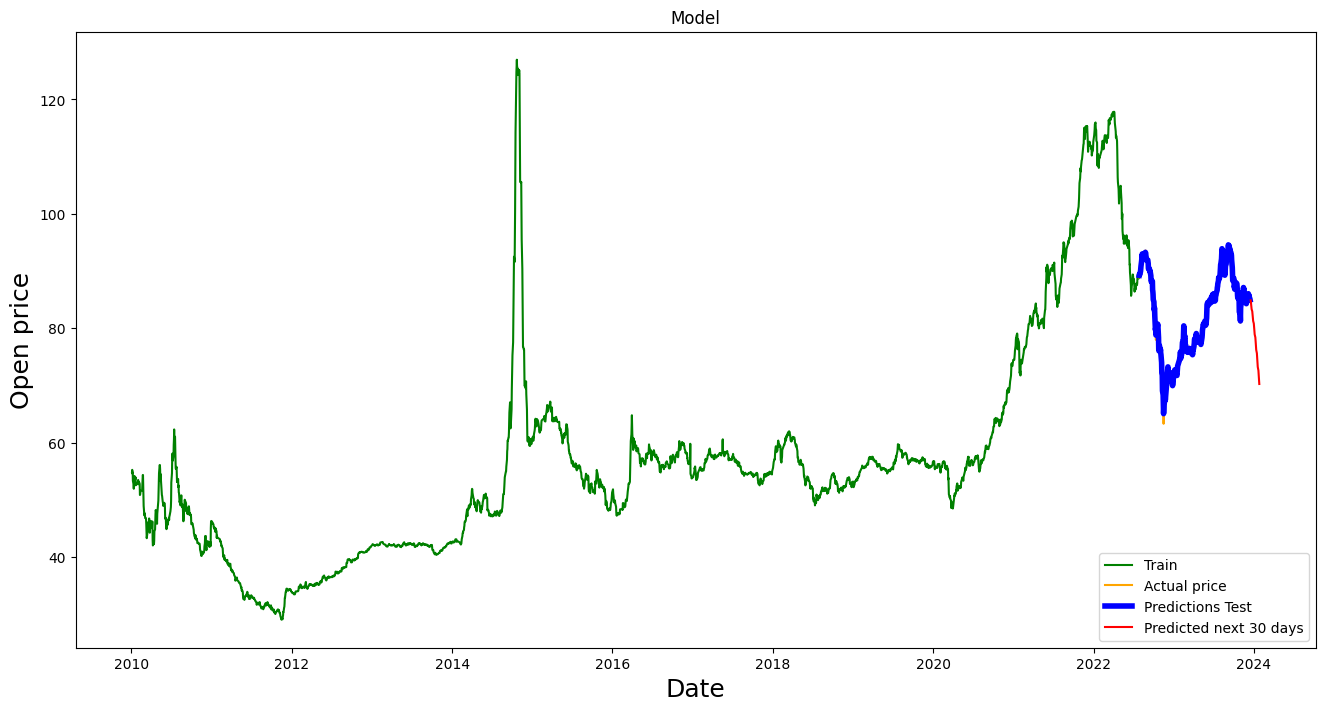 Model
Open price
120
100
80
60
40
2010
2012
2014
2016
2018
2020
2022
2024
Date
Train
Actual price
Predictions Test
Predicted next 30 days